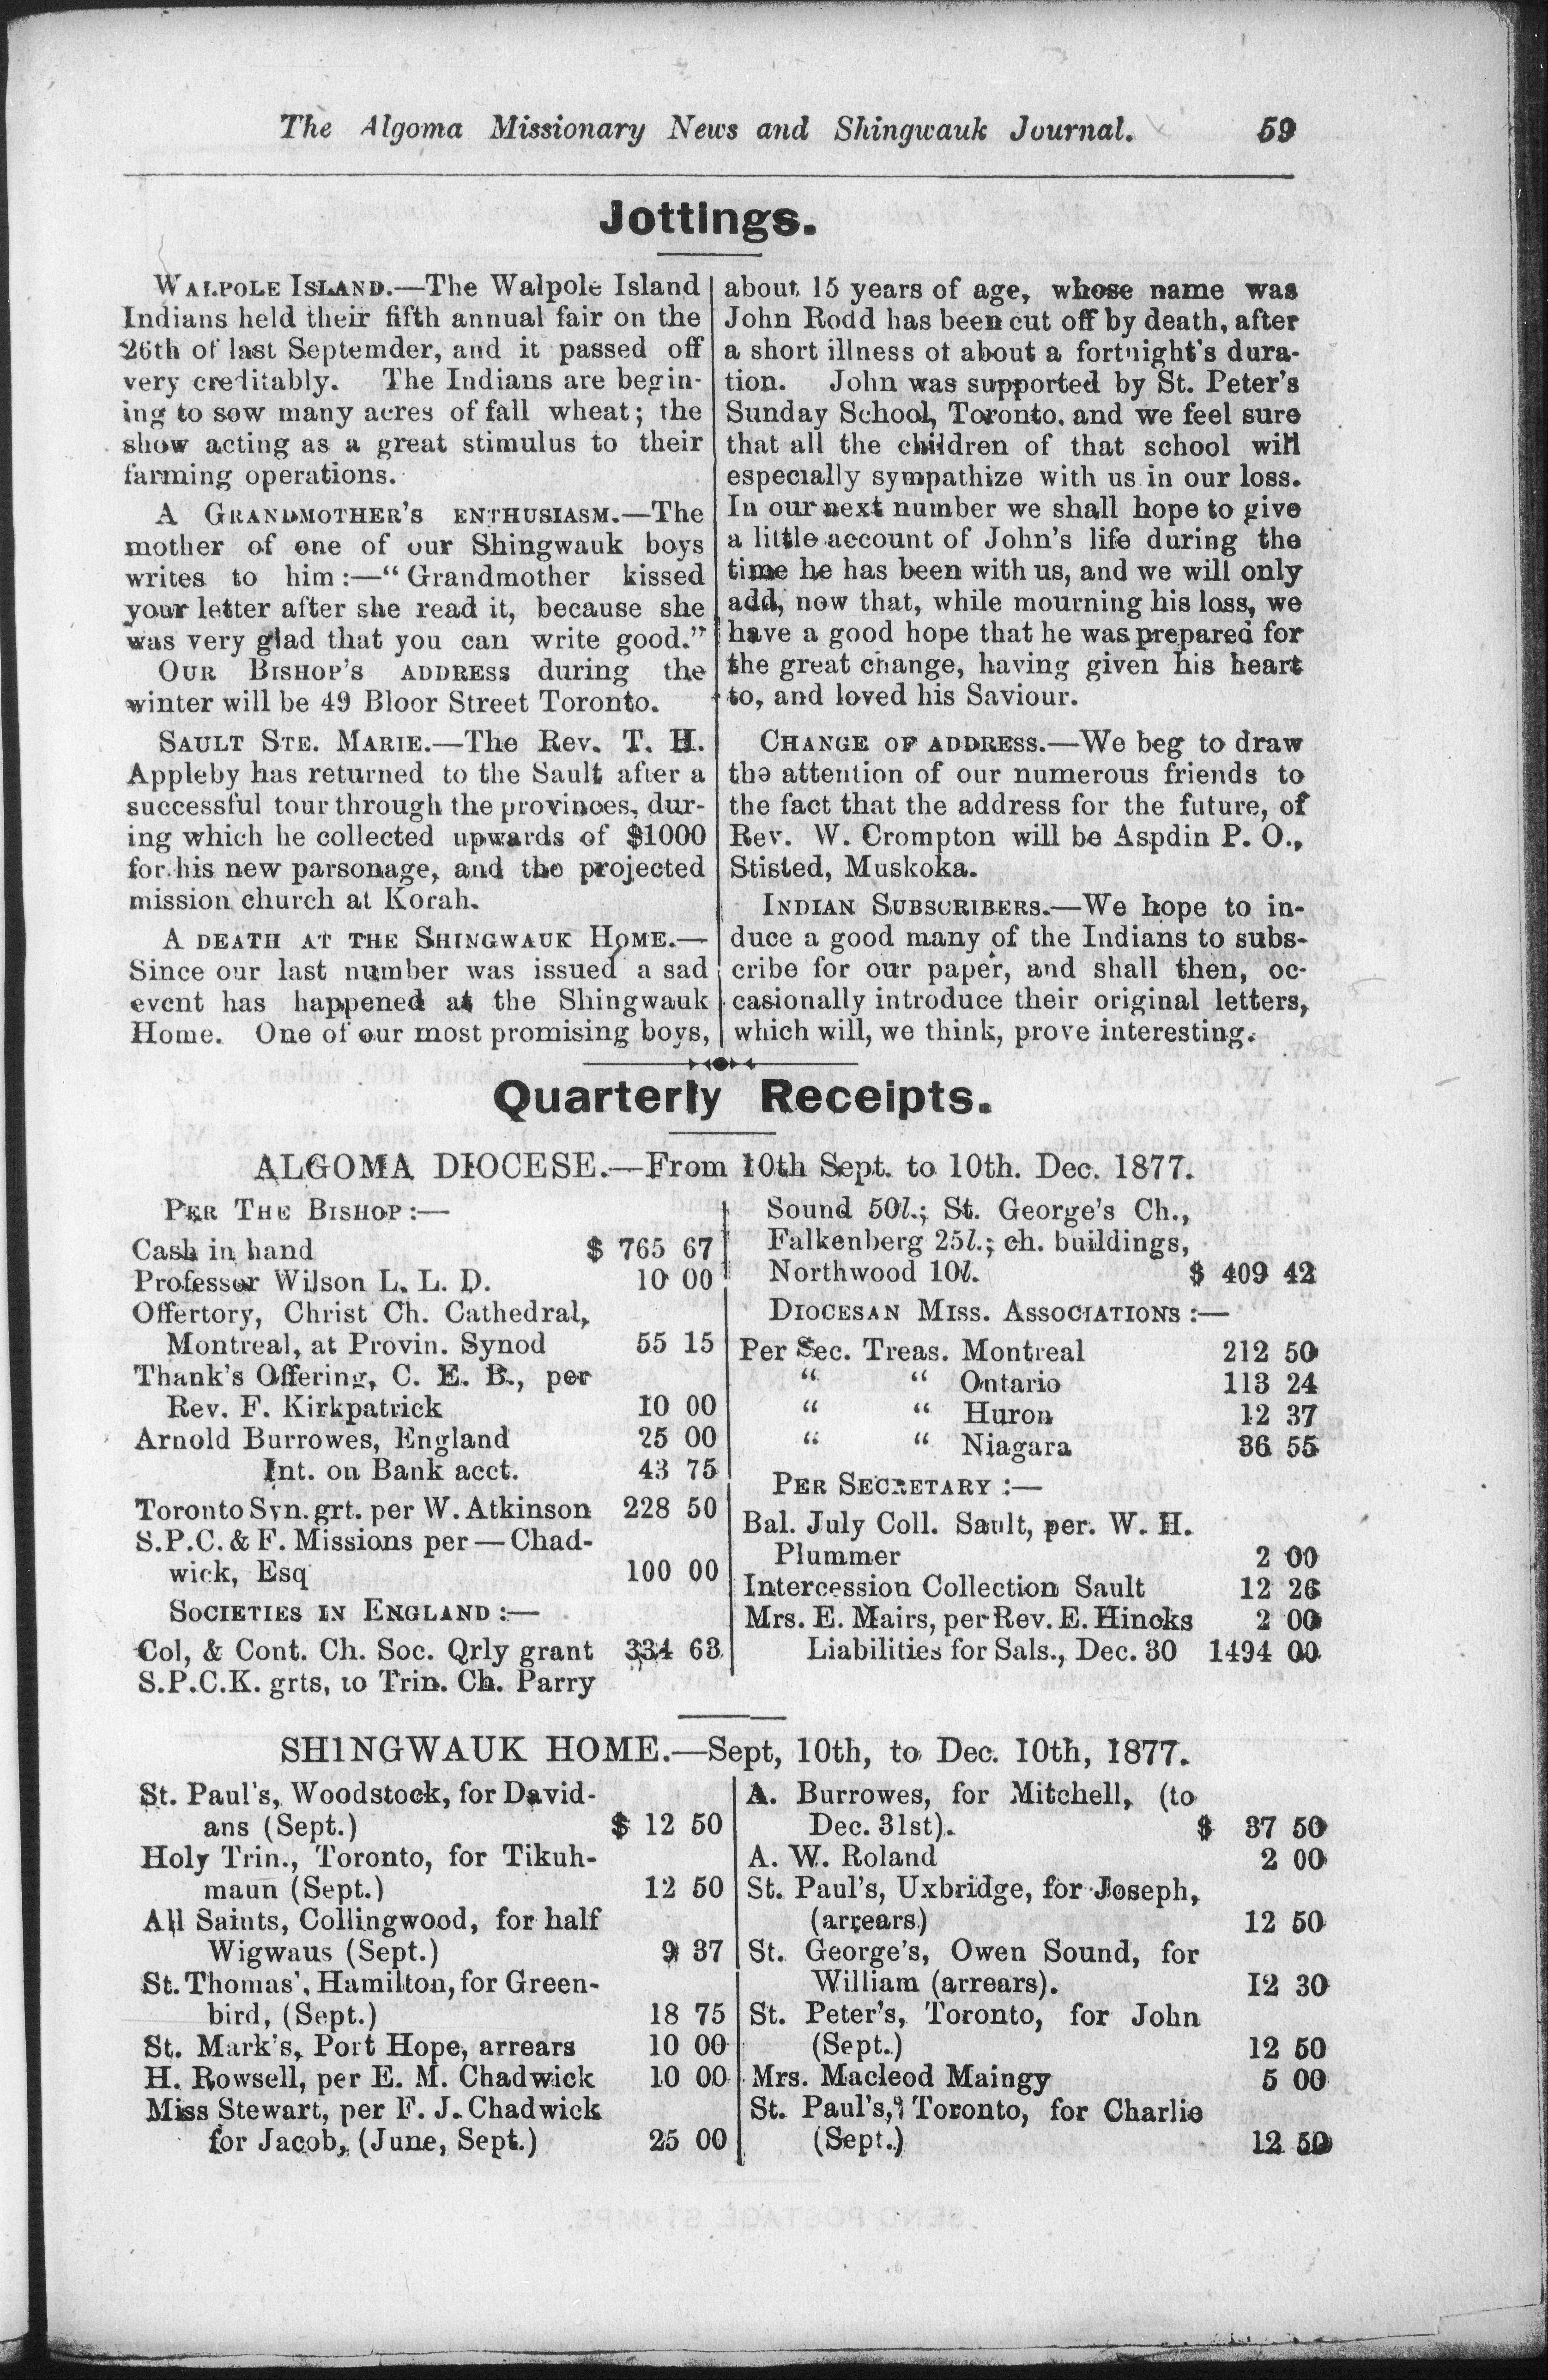 The Algoma Missionary News and Shingwauk Journal. 59
Jottings.
WALPOLE ISLAND.—The Walpole Island
Indians held their fifth annual fair on the
26th of last Septemder, and it passed off
very creditably. The Indians are begin-
ing to sow many acres of fall wheat; the
show acting as a great stimulus to their
farming operations.
A GRANDMOTHER'S ENTHUSIASM.—The
mother of one of our Shingwauk boys
writes to him:—"Grandmother kissed
your letter after she read it, because she
was very glad that you can write good."
OUR BISHOP'S ADDRESS during the
winter will be 49 Bloor Street Toronto.
SAULT STE. MARIE.—The Rev. T. H.
Appleby has returned to the Sault after a
successful tour through the provinces, dur-
ing which he collected upwards of $1000
for his new parsonage, and the projected
mission church at Korah.
A DEATH AT THE SHINGWAUK HOME.—
Since our last number was issued a sad
event has happened at the Shingwauk
Home. One of our most promising boys,
about 15 years of age, whose name was
John Rodd has been cut off by death, after
a short illness of about a fortnight's dura-
tion. John was supported by St. Peter's
Sunday School, Toronto, and we feel sure
that all the children of that school will
especially sympathize with us in our loss.
In our next number we shall hope to give
a little account of John's life during the
time he has been with us, and we will only
add, now that, while mourning his loss, we
have a good hope that he was prepared for
the great change, having given his heart
to, and loved his Saviour.
CHANGE OF ADDRESS.—We beg to draw
the attention of our numerous friends to
the fact that the address for the future, of
Rev. W. Crompton will be Aspdin P. O.,
Stisted, Muskoka.
INDIAN SUBSCRIBERS.—We hope to in-
duce a good many of the Indians to subs-
cribe for our paper, and shall then, oc-
casionally introduce their original letters,
which will, we think, prove interesting.
Quarterly Receipts.
ALGOMA DIOCESE.—From 10th Sept. to 10th. Dec. 1877.
PER THE BISHOP:—
Cash in hand $ 765 67
Professor Wilson L. L. D. 10 00
Offertory, Christ Ch. Cathedral,
Montreal, at Provin. Synod 55 15
Thank's Offering, C. E. B., per
Rev. F. Kirkpatrick 10 00
Arnold Burrowes, England 25 00
Int. on Bank acct. 43 75
Toronto Syn. grt. per W. Atkinson 228 50
S.P.C. & F. Missions per—Chad-
wick, Esq 100 00
SOCIETIES IN ENGLAND:—
Col, & Cont. Ch. Soc. Qrly grant 334 63
S.P.C.K. grts, to Trin. Ch. Parry
Sound 50l.; St. George's Ch.,
Falkenberg 25l.; ch. buildings,
Northwood 10l. $ 409 42
DIOCESAN MISS. ASSOCIATIONS:—
Per Sec. Treas. Montreal 212 50
" " Ontario 113 24
" " Huron 12 37
" " Niagara 36 55
PER SECRETARY:—
Bal. July Coll. Sault, per. W. H.
Plummer 2 00
Intercession Collection Sault 12 26
Mrs. E. Mairs, per Rev. E. Hincks 2 00
Liabilities for Sals., Dec. 30 1494 00
SHINGWAUK HOME.—Sept, 10th, to Dec. 10th, 1877.
St. Paul's, Woodstock, for David-
ans (Sept.) $ 12 50
Holy Trin., Toronto, for Tikuh-
maun (Sept.) 12 50
All Saints, Collingwood, for half
Wigwaus (Sept.) 9 37
St. Thomas', Hamilton, for Green-
bird, (Sept.) 18 75
St. Mark's, Port Hope, arrears 10 00
H. Rowsell, per E. M. Chadwick 10 00
Miss Stewart, per F. J. Chadwick
for Jacob, (June, Sept.) 25 00
A. Burrowes, for Mitchell, (to
Dec. 31st). $ 37 50
A. W. Roland 2 00
St. Paul's, Uxbridge, for Joseph,
(arrears) 12 50
St. George's, Owen Sound, for
William (arrears). 12 30
St. Peter's, Toronto, for John
(Sept.) 12 50
Mrs. Macleod Maingy 5 00
St. Paul's, Toronto, for Charlie
(Sept.) 12 50